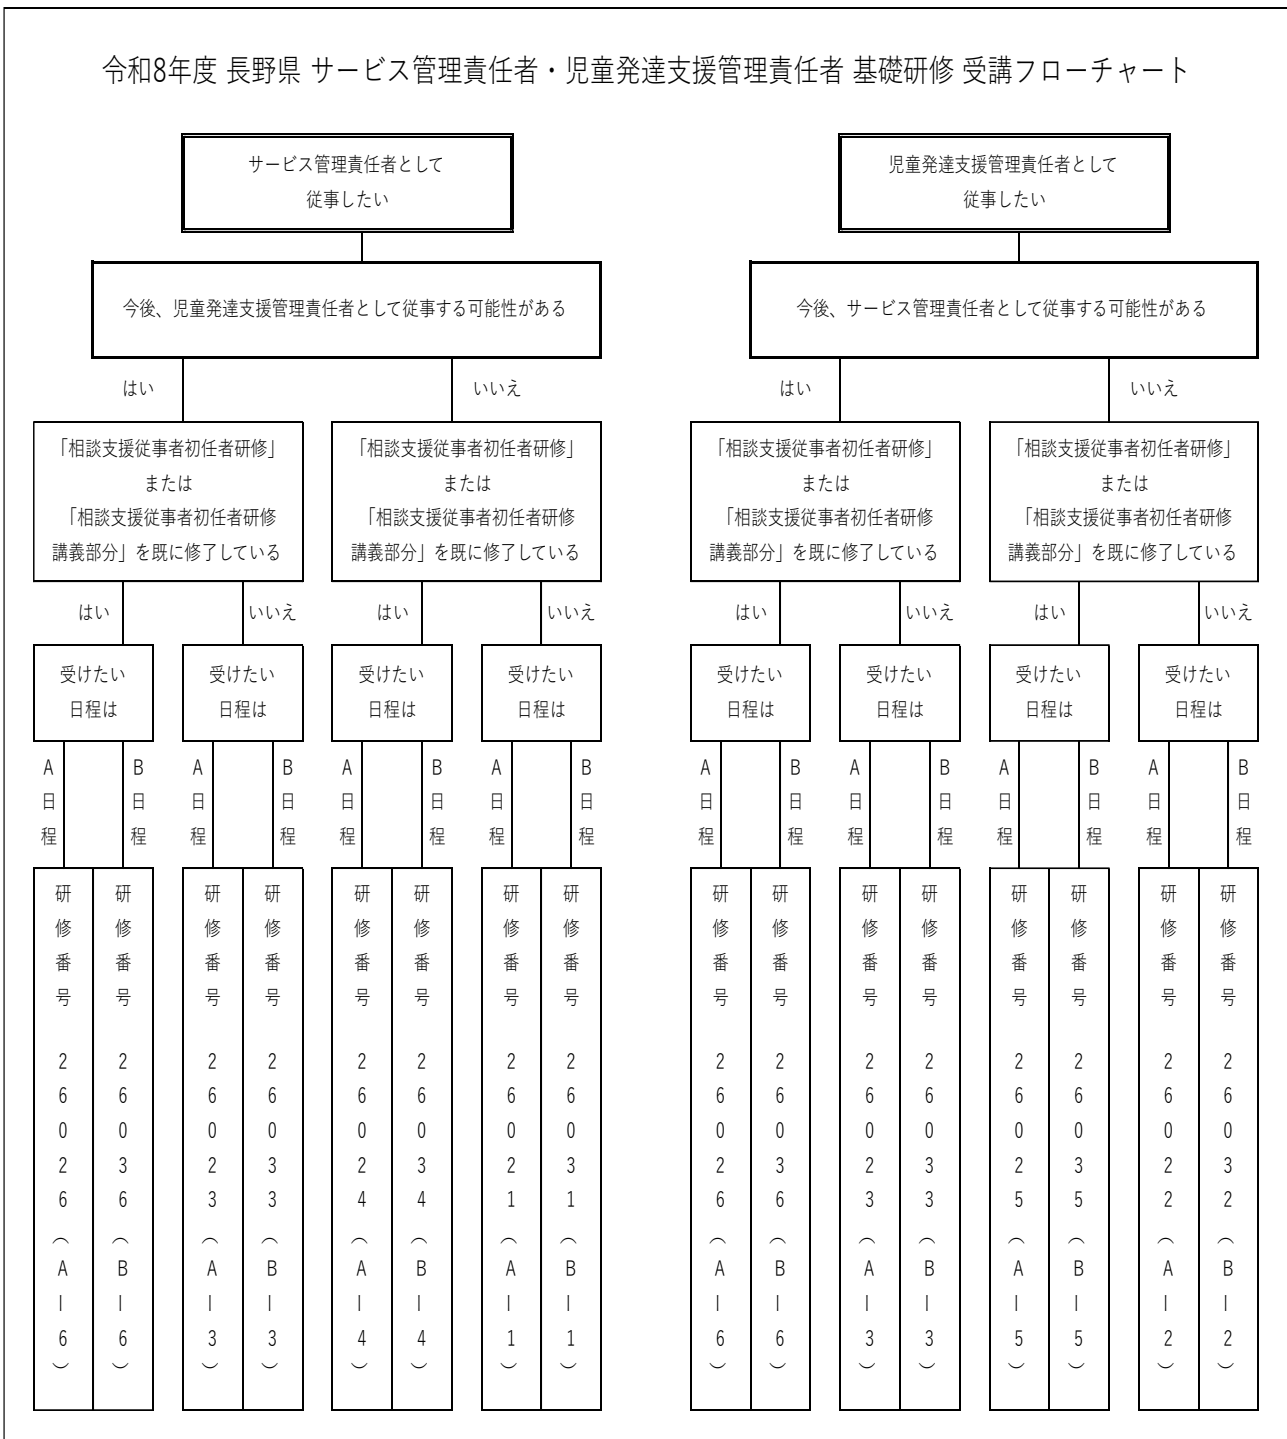 令和8年度 長野県 サービス管理責任者・児童発達支援管理責任者 基礎研修 受講フローチャート
サービス管理責任者として
従事したい
今後、児童発達支援管理責任者として従事する可能性がある
はい
いいえ
「相談支援従事者初任者研修」
または
「相談支援従事者初任者研修
講義部分」を既に修了している
「相談支援従事者初任者研修」
または
「相談支援従事者初任者研修
講義部分」を既に修了している
はい
いいえ
はい
いいえ
受けたい
日程は
受けたい
日程は
受けたい
日程は
受けたい
日程は
A日程
B日程
A日程
B日程
A日程
B日程
A日程
B日程
研修番号 26026(A-6)
研修番号 26036(B-6)
研修番号 26023(A-3)
研修番号 26033(B-3)
研修番号 26024(A-4)
研修番号 26034(B-4)
研修番号 26021(A-1)
研修番号 26031(B-1)
児童発達支援管理責任者として
従事したい
今後、サービス管理責任者として従事する可能性がある
はい
いいえ
「相談支援従事者初任者研修」
または
「相談支援従事者初任者研修
講義部分」を既に修了している
「相談支援従事者初任者研修」
または
「相談支援従事者初任者研修
講義部分」を既に修了している
はい
いいえ
はい
いいえ
受けたい
日程は
受けたい
日程は
受けたい
日程は
受けたい
日程は
A日程
B日程
A日程
B日程
A日程
B日程
A日程
B日程
研修番号 26026(A-6)
研修番号 26036(B-6)
研修番号 26023(A-3)
研修番号 26033(B-3)
研修番号 26025(A-5)
研修番号 26035(B-5)
研修番号 26022(A-2)
研修番号 26032(B-2)